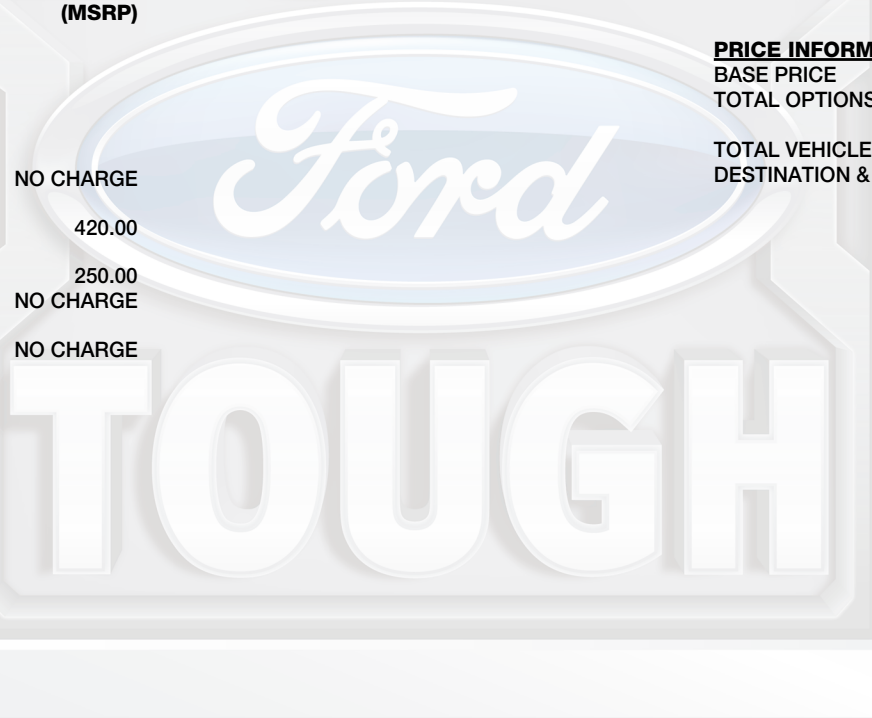 (MSRP)
NO CHARGE
420.00
250.00
NO CHARGE
NO CHARGE
PRICE INFORM
BASE PRICE
TOTAL OPTIONS
TOTAL VEHICLE
DESTINATION &
Ford
TOUGH